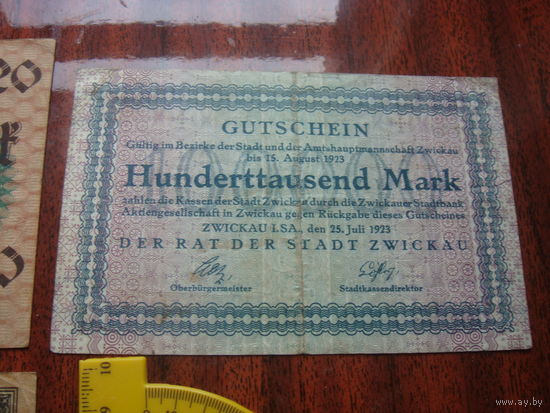 GUTSCHEIN
Gültig im Bezirke der Stadt und der Amtshauptmannschaft Zwickau
bis 15. August 1923
Hunderttausend Mark
zahlen die Kassen der Stadt Zwickau durch die Zwickauer Stadtbank
Aktiengesellschaft in Zwickau gegen Rückgabe dieses Gutscheines
ZWICKAU I.SA., den 25. Juli 1923
DER RAT DER STADT ZWICKAU
Oberbürgermeister
Stadtkassendirektor
10
9
www.ay.by